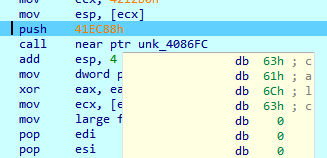 mov ecx, 421280h
mov esp, [ecx]
push 41EC88h
call near ptr unk_4086FC
add esp, 4
mov dword p
xor eax, ea
mov ecx, [e
mov large f
pop edi
pop esi
db 63h ; c
db 61h ; a
db 6Ch ; l
db 63h ; c
db 0
db 0
db 0